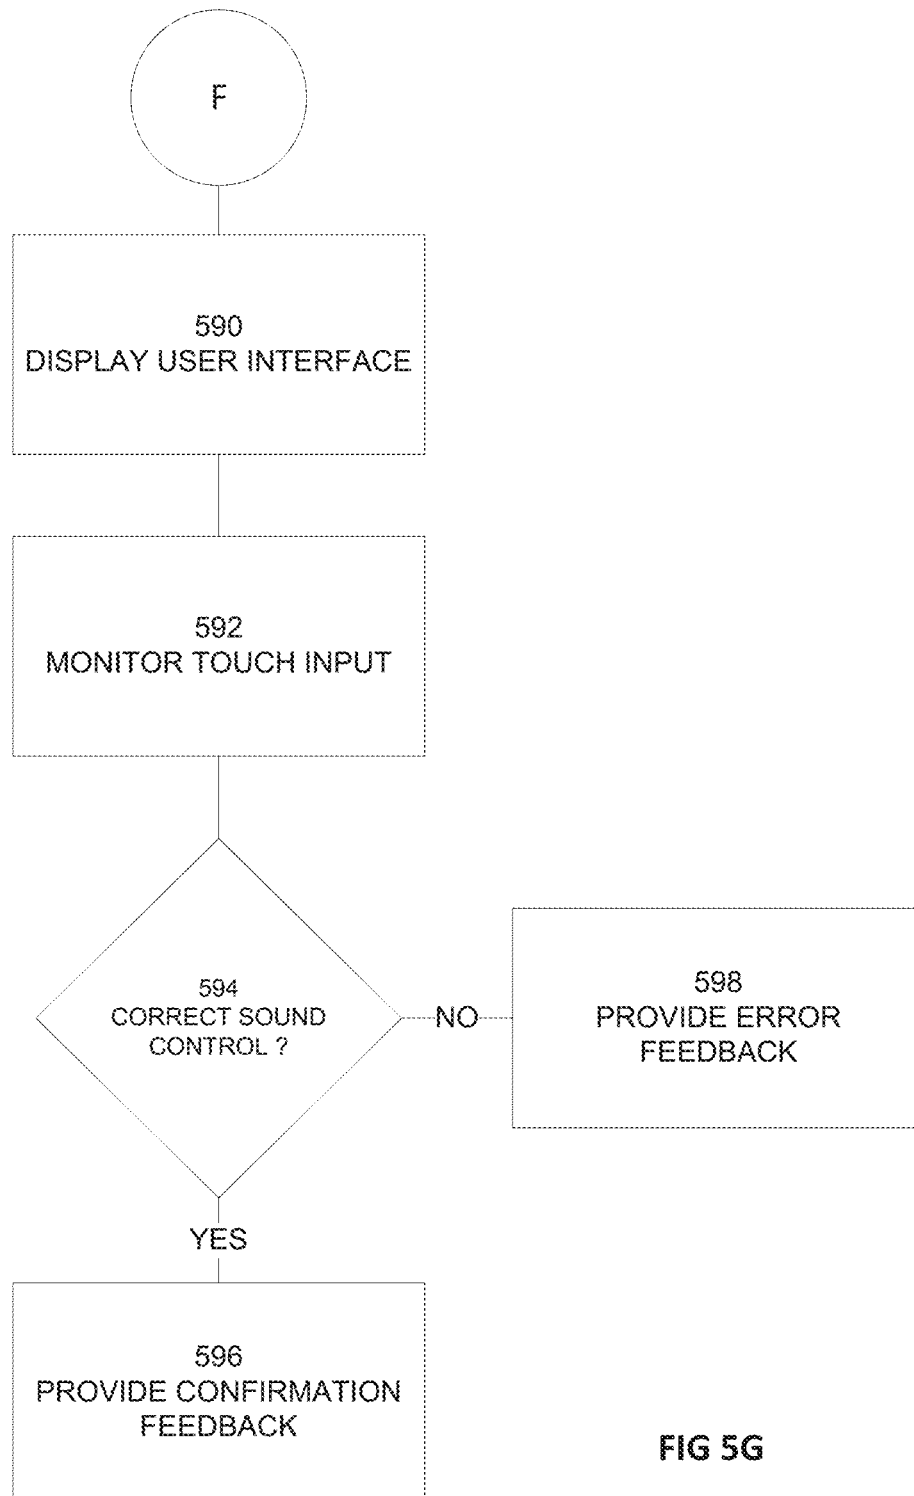 F
590
DISPLAY USER INTERFACE
592
MONITOR TOUCH INPUT
594
CORRECT SOUND
CONTROL ?
NO
598
PROVIDE ERROR
FEEDBACK
YES
596
PROVIDE CONFIRMATION
FEEDBACK
FIG 5G